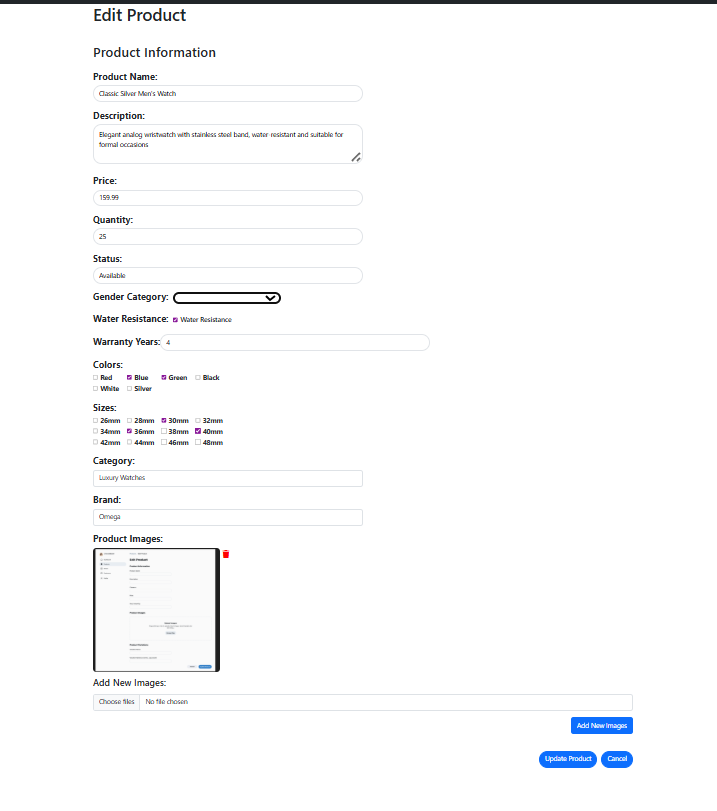 Edit Product
Product Information
Product Name:
Classic Silver Men's Watch
Description:
Elegant analog wristwatch with stainless steel band, water-resistant and suitable for
formal occasions
Price:
159.99
Quantity:
25
Status:
Available
Gender Category:
Water Resistance: Water Resistance
Warranty Years: 4
Colors:
Red Blue Green Black
White Silver
Sizes:
26mm 28mm 30mm 32mm
34mm 36mm 38mm 40mm
42mm 44mm 46mm 48mm
Category:
Luxury Watches
Brand:
Omega
Product Images:
Edit Product
Add New Images:
Choose files No file chosen
Add New Images
Update Product Cancel